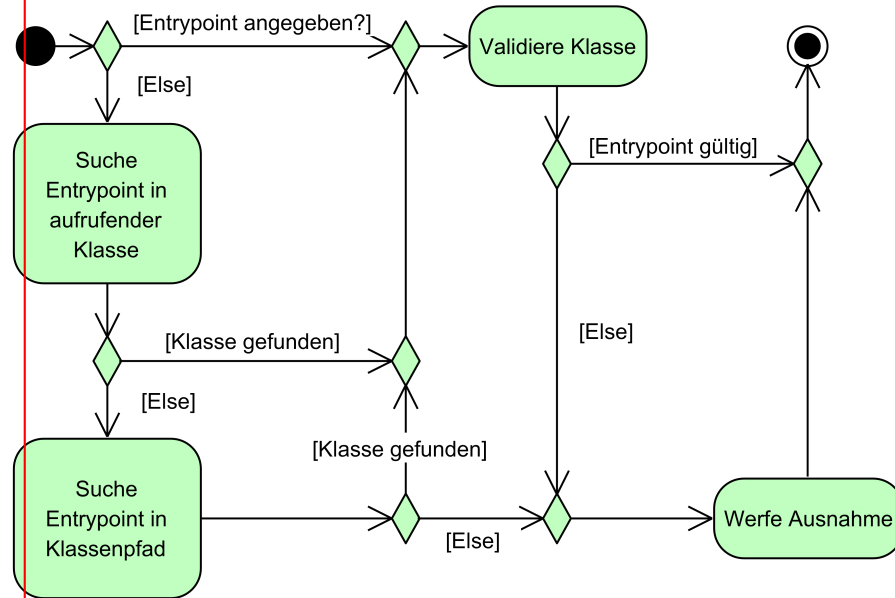 [Entrypoint angegeben?]
Validiere Klasse
[Else]
Suche
Entrypoint in
aufrufender
Klasse
[Entrypoint gültig]
[Klasse gefunden]
[Else]
[Else]
[Klasse gefunden]
Suche
Entrypoint in
Klassenpfad
[Else]
Werfe Ausnahme